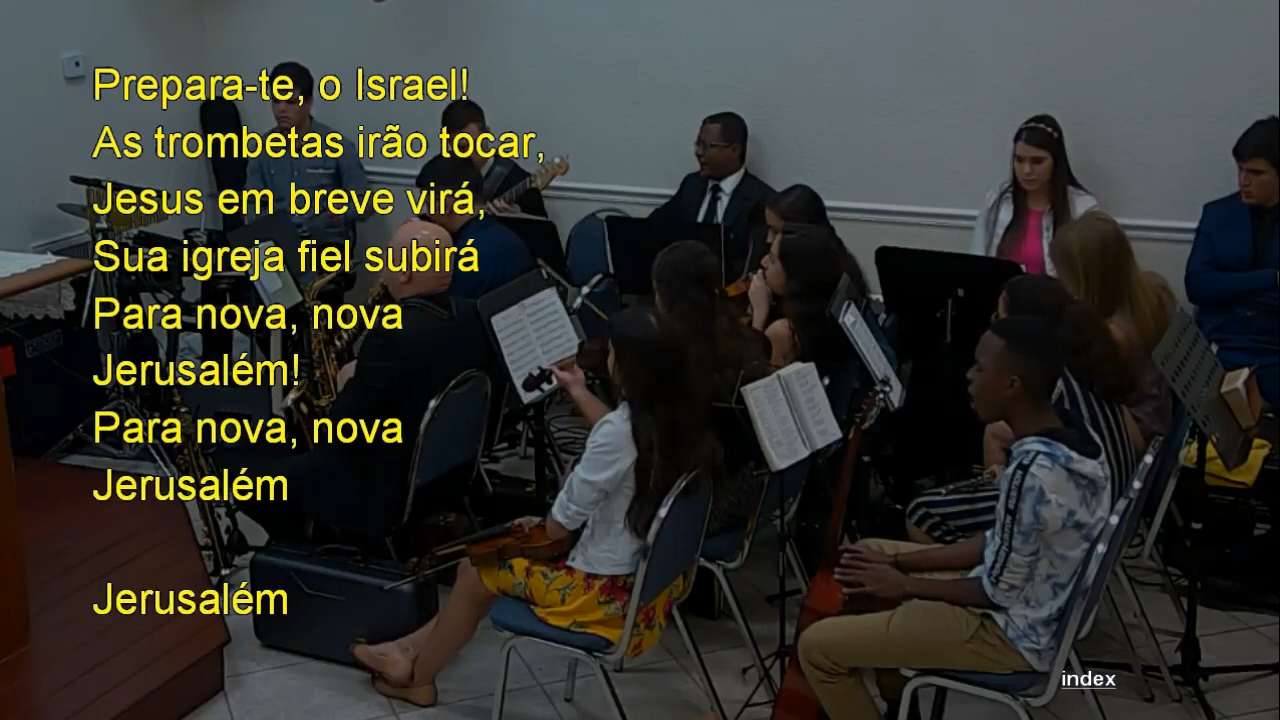 Prepara-te, o Israel!
As trombetas irão tocar,
Jesus em breve virá,
Sua igreja fiel subirá
Para nova, nova
Jerusalém!
Para nova, nova
Jerusalém
Jerusalém
index